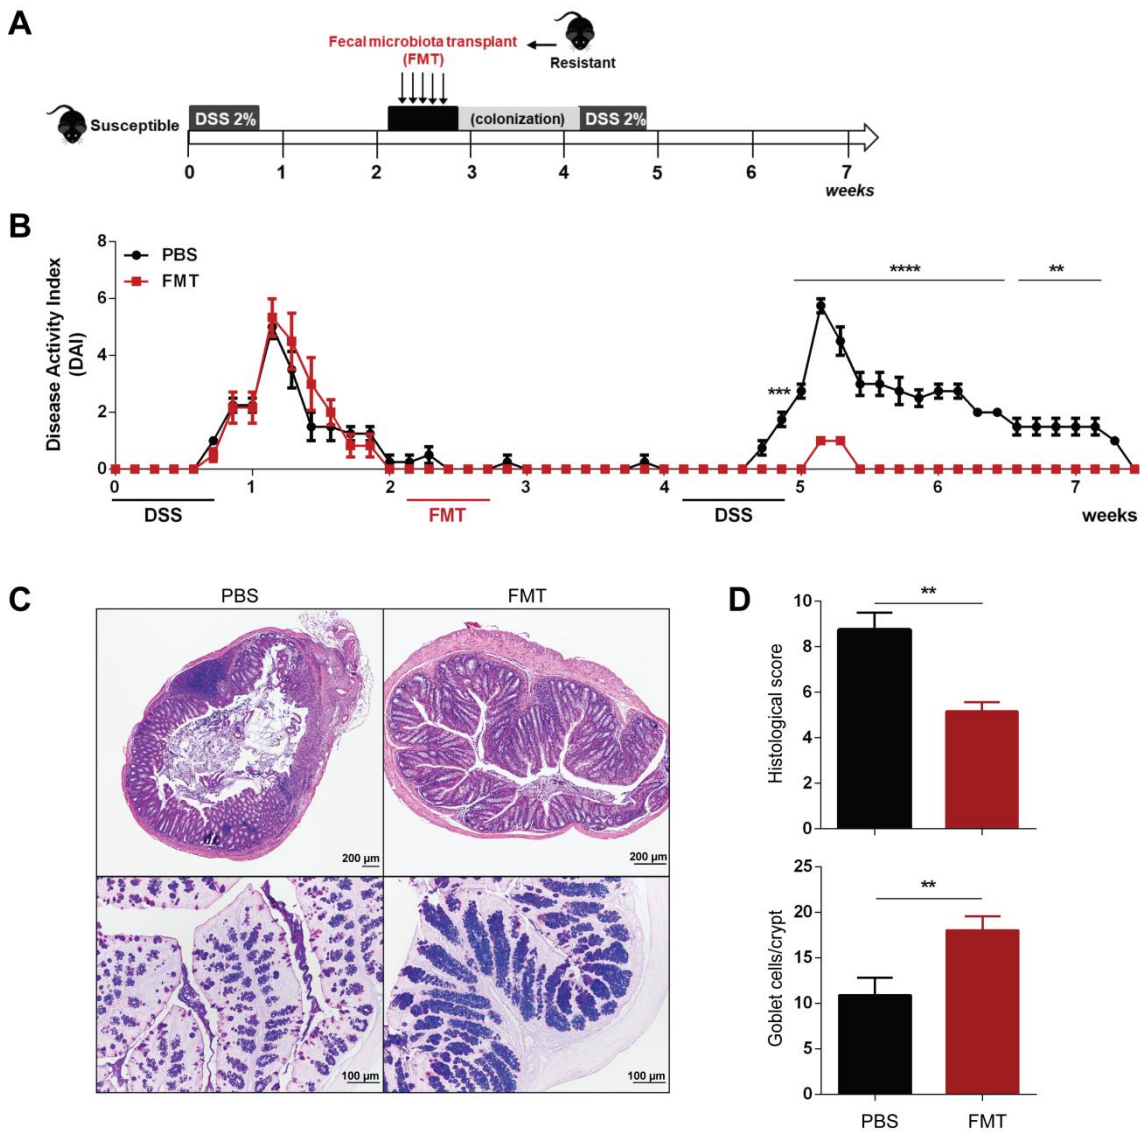 A
Fecal microbiota transplant
(FMT)
Resistant
Susceptible
DSS 2%
(colonization)
DSS 2%
0 1 2 3 4 5 6 7
weeks
B
Disease Activity Index
(DAI)
8
6
4
2
0
PBS
FMT
***
****
**
0 1 2 3 4 5 6 7
DSS
FMT
DSS
weeks
C
PBS
FMT
200 µm
200 µm
100 µm
100 µm
D
Histological score
10
8
6
4
2
0
**
Goblet cells/crypt
25
20
15
10
5
0
**
PBS
FMT